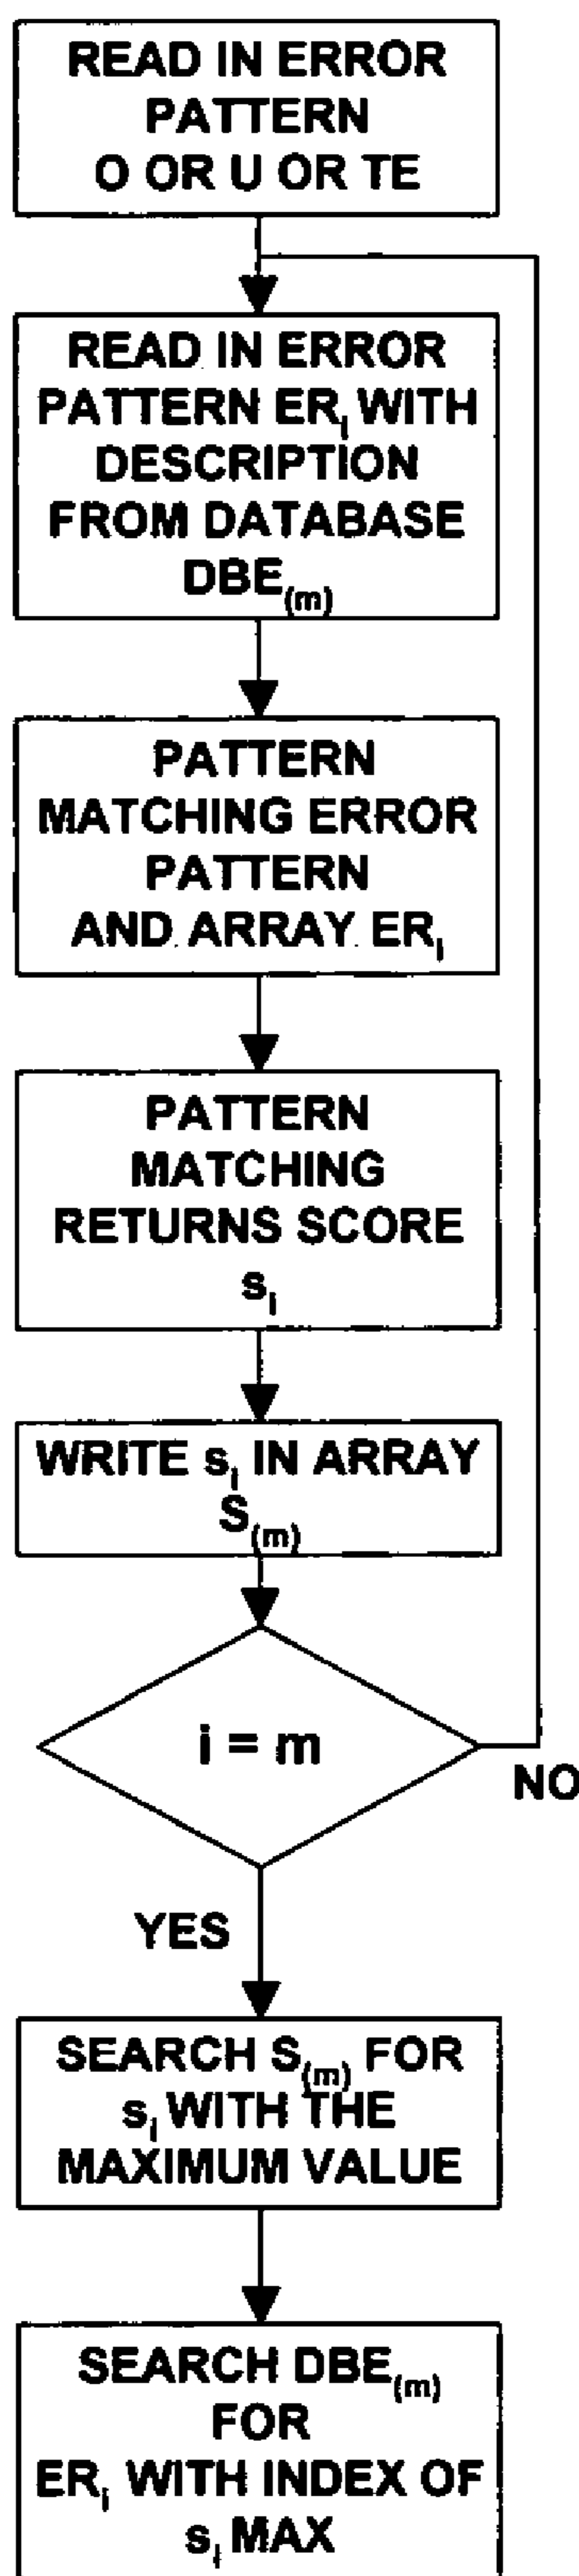 READ IN ERROR
PATTERN
O OR U OR TE
READ IN ERROR
PATTERN ERᵢ WITH
DESCRIPTION
FROM DATABASE
DBE₍ₘ₎
PATTERN
MATCHING ERROR
PATTERN
AND ARRAY ERᵢ
PATTERN
MATCHING
RETURNS SCORE
sᵢ
WRITE sᵢ IN ARRAY
S₍ₘ₎
i = m
NO
YES
SEARCH S₍ₘ₎ FOR
sᵢ WITH THE
MAXIMUM VALUE
SEARCH DBE₍ₘ₎
FOR
ERᵢ WITH INDEX OF
sᵢ MAX